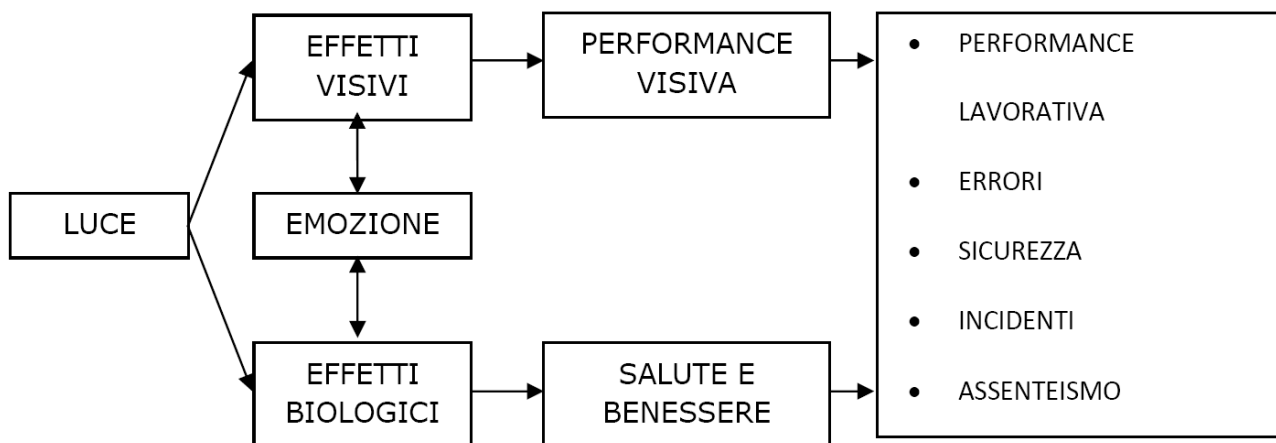 EFFETTI
VISIVI
PERFORMANCE
VISIVA
• PERFORMANCE
LAVORATIVA
• ERRORI
• SICUREZZA
• INCIDENTI
• ASSENTEISMO
LUCE
EMOZIONE
EFFETTI
BIOLOGICI
SALUTE E
BENESSERE